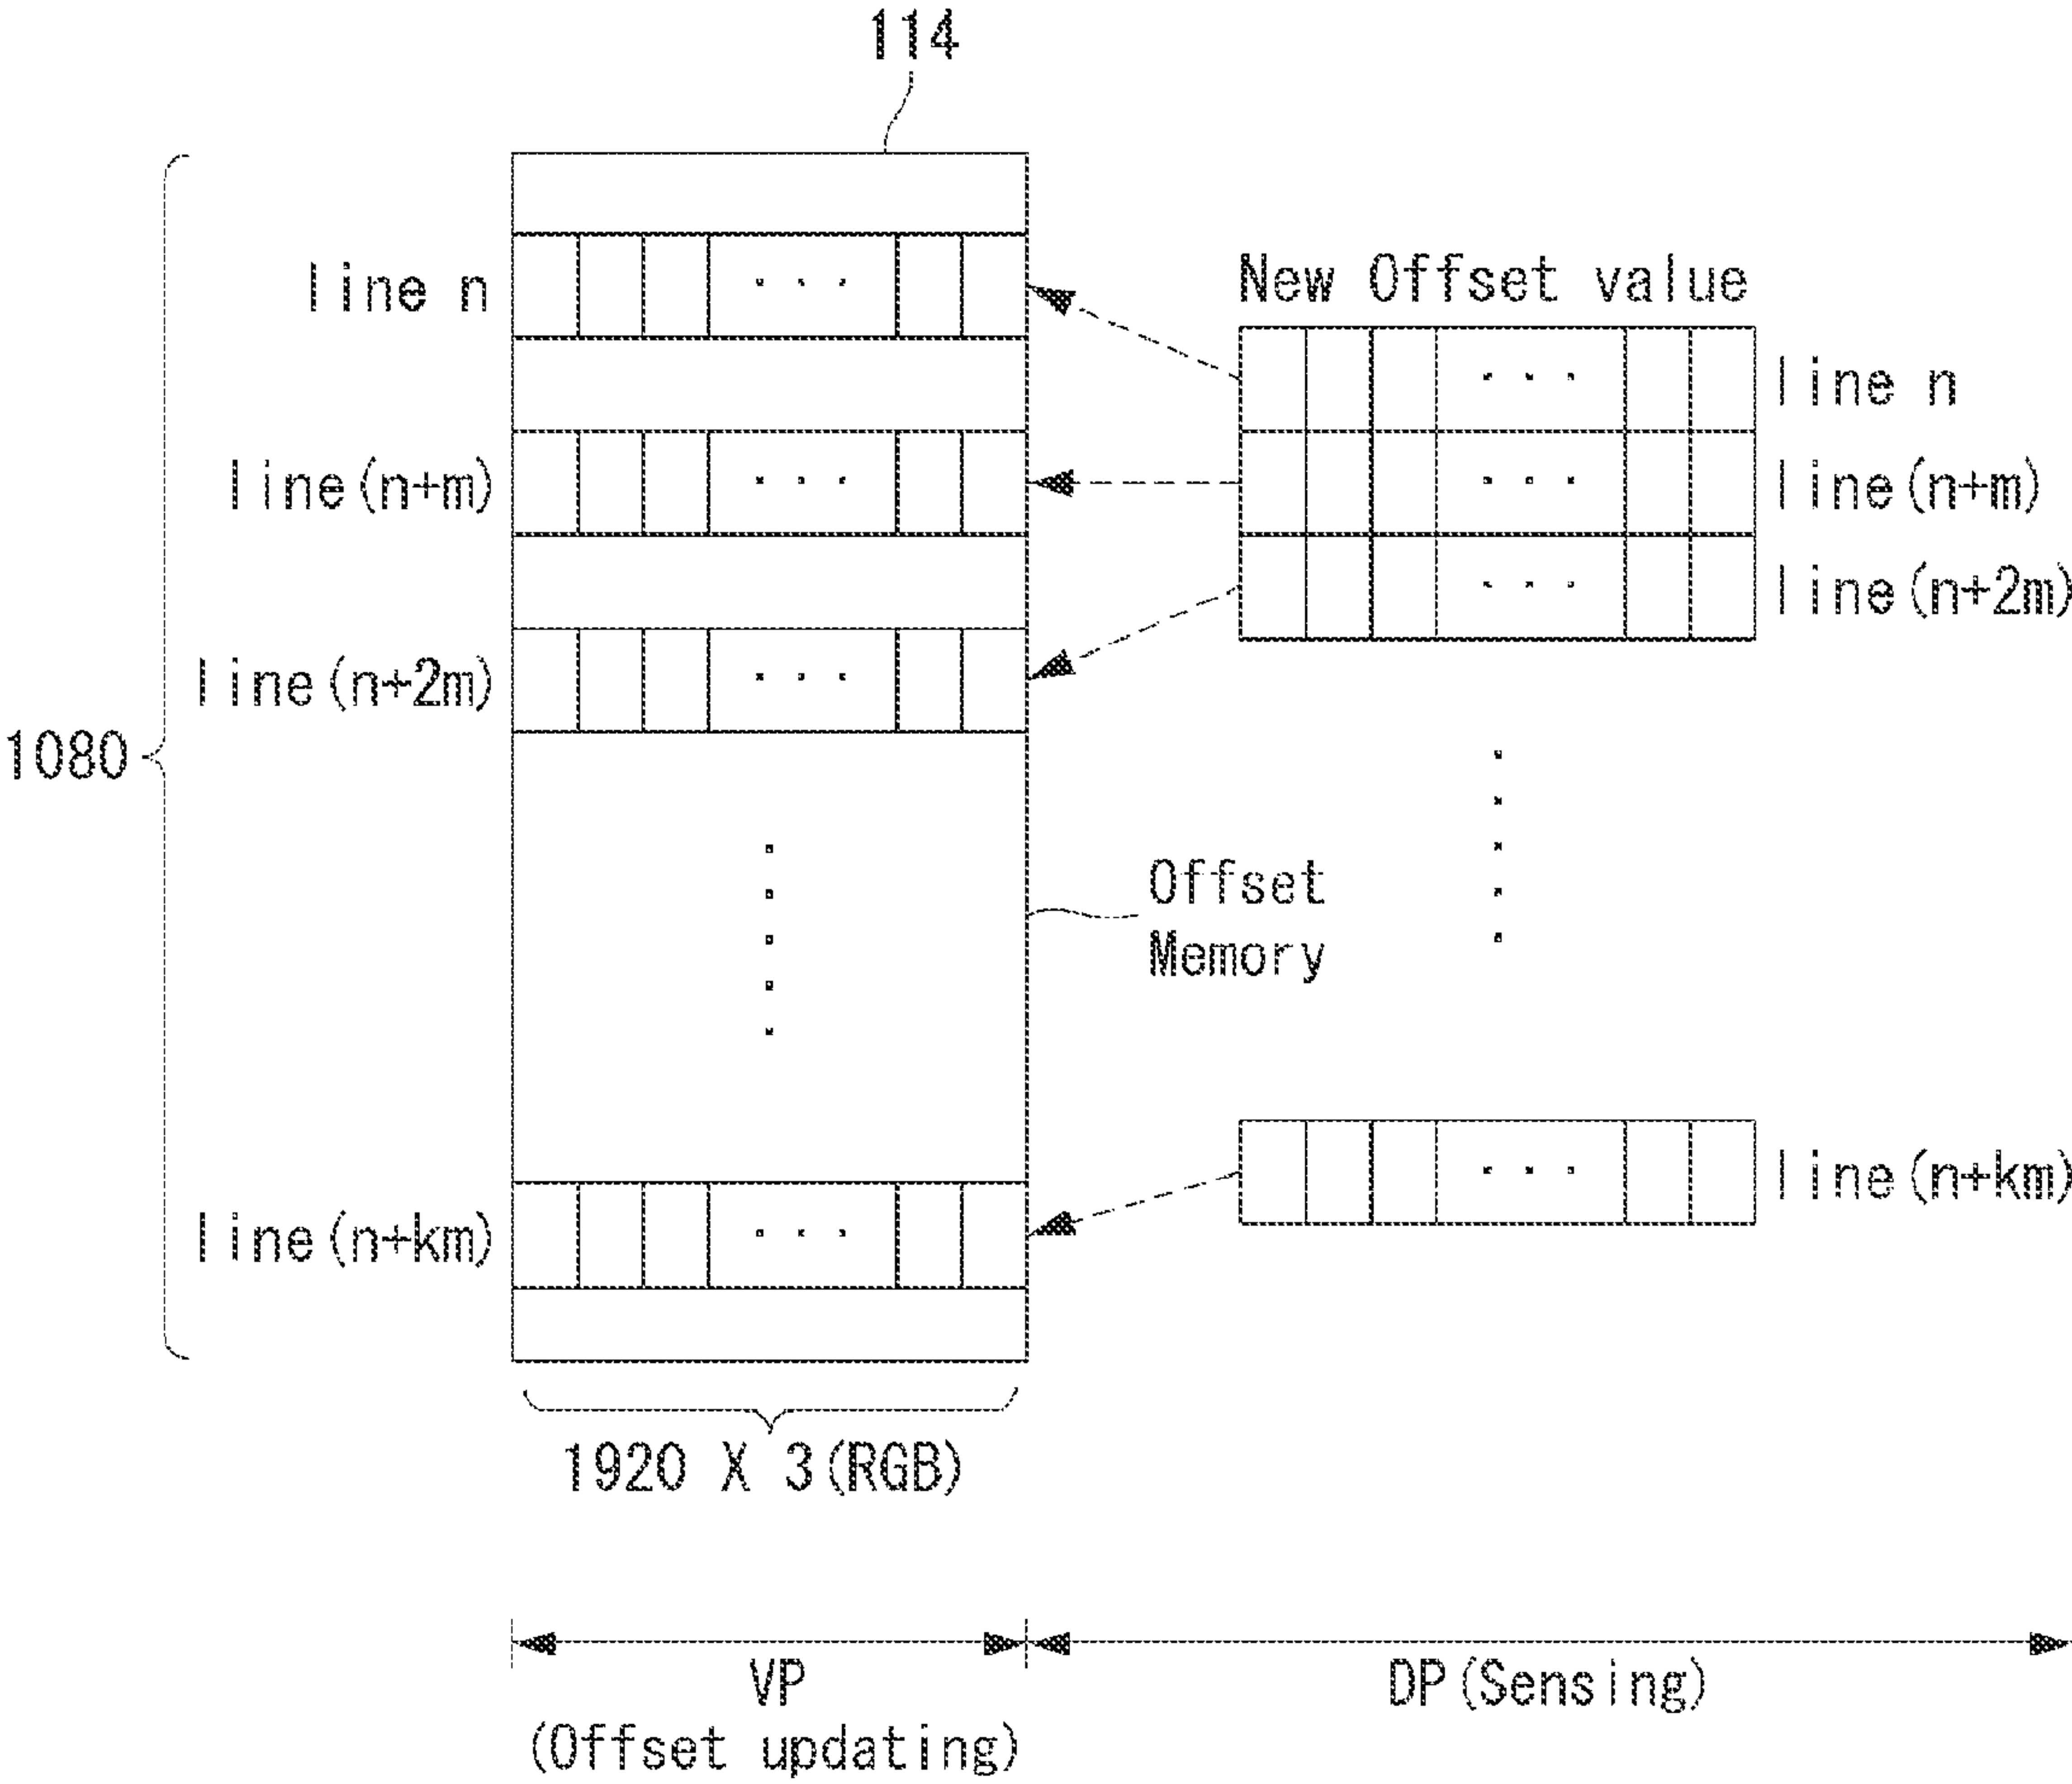 114
New Offset value
line n
line n
line(n+m)
line(n+m)
line(n+2m)
line(n+2m)
1080
Offset
Memory
line(n+km)
line(n+km)
1920 X 3(RGB)
VP
(Offset updating)
DP(Sensing)